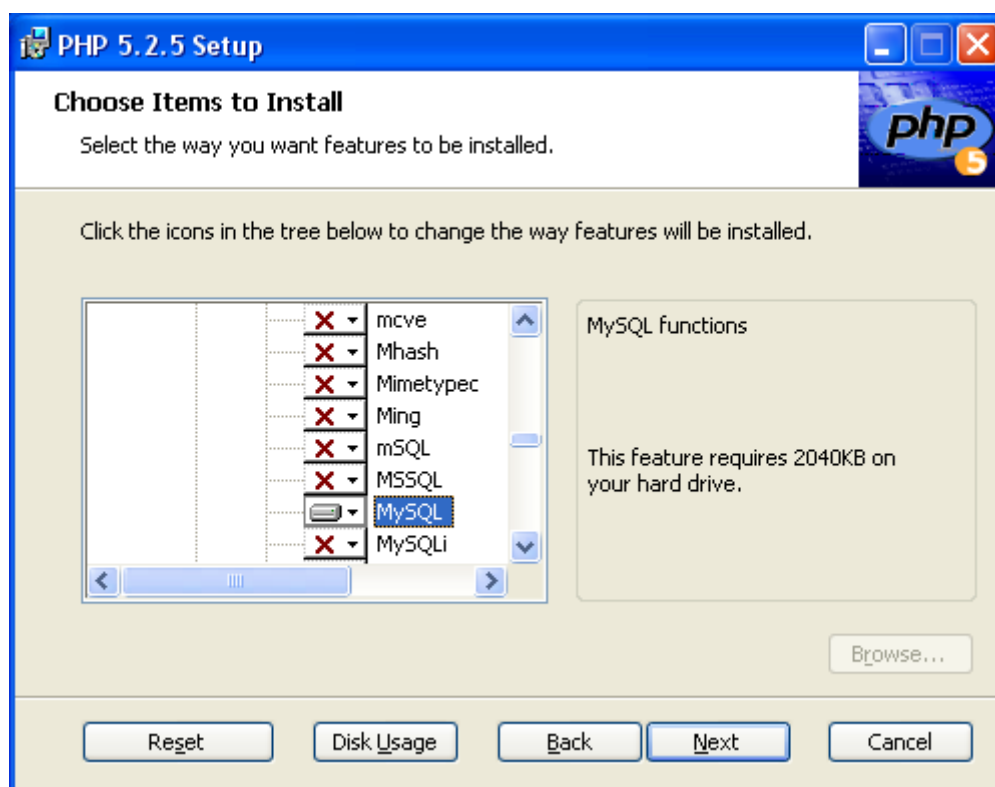 PHP 5.2.5 Setup
Choose Items to Install
Select the way you want features to be installed.
php
5
Click the icons in the tree below to change the way features will be installed.
mcve
Mhash
Mimetypec
Ming
mSQL
MSSQL
MySQL
MySQLi
MySQL functions
This feature requires 2040KB on
your hard drive.
Browse...
Reset
Disk Usage
Back
Next
Cancel